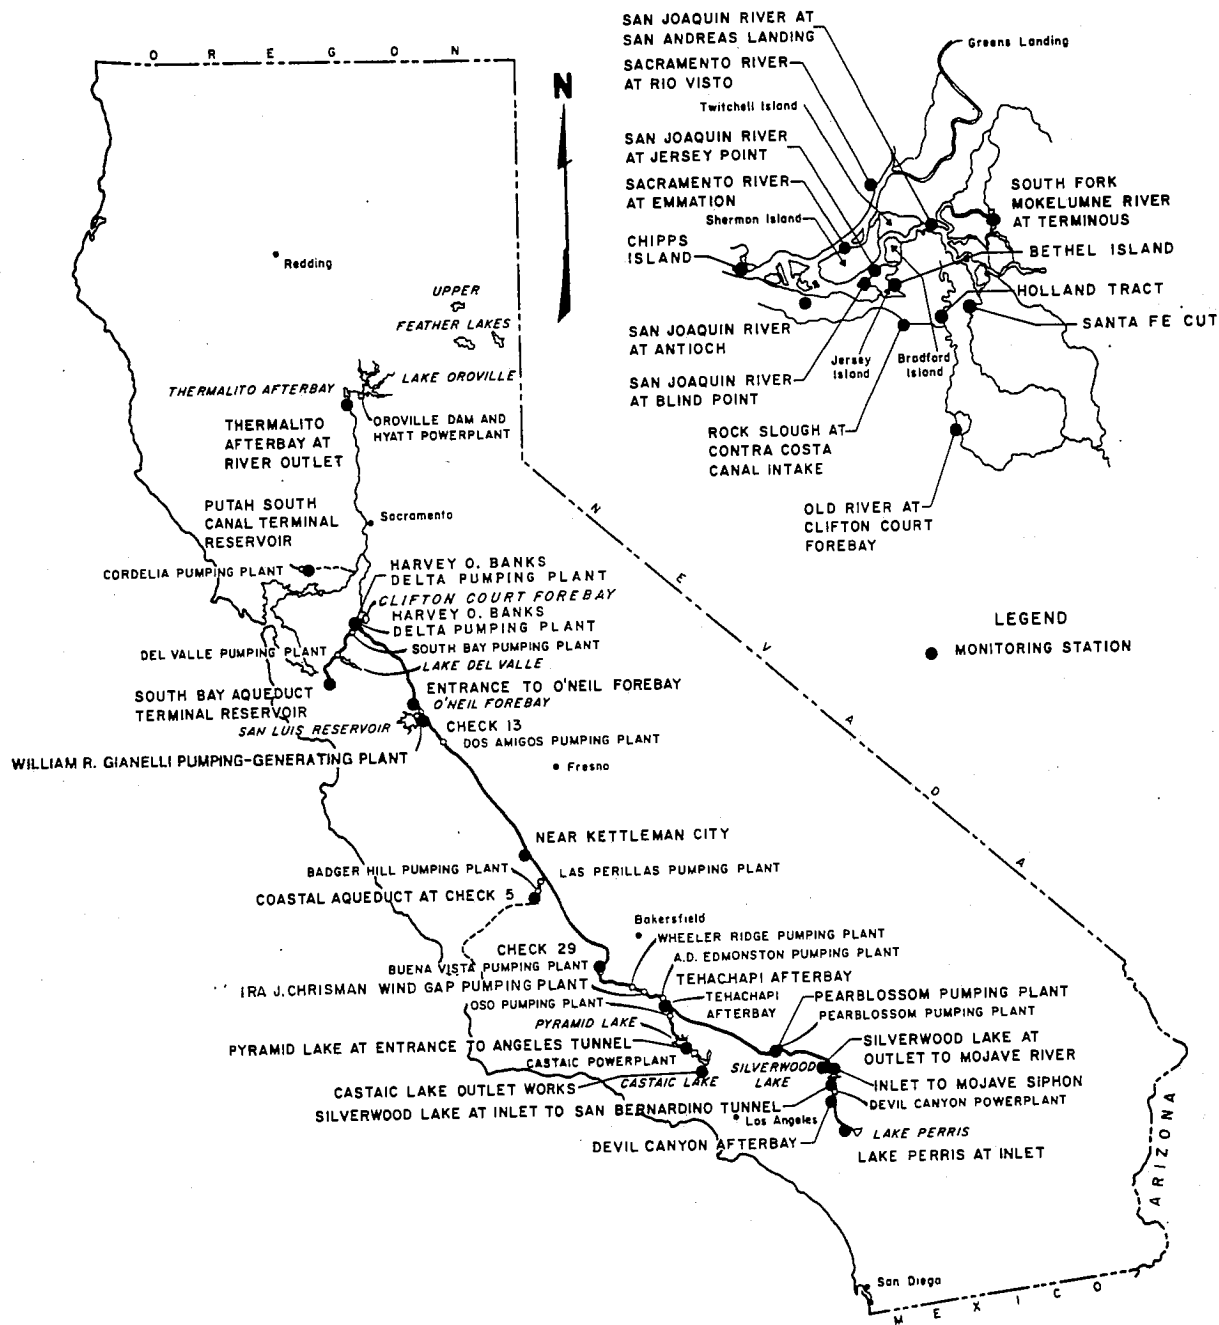 OREGON
N
Redding
UPPER
FEATHER LAKES
LAKE OROVILLE
THERMALITO AFTERBAY
OROVILLE DAM AND
HYATT POWERPLANT
THERMALITO
AFTERBAY AT
RIVER OUTLET
PUTAH SOUTH
CANAL TERMINAL
RESERVOIR
Sacramento
CORDELIA PUMPING PLANT
HARVEY O. BANKS
DELTA PUMPING PLANT
CLIFTON COURT FOREBAY
HARVEY O. BANKS
DELTA PUMPING PLANT
SOUTH BAY PUMPING PLANT
DEL VALLE PUMPING PLANT
LAKE DEL VALLE
SOUTH BAY AQUEDUCT
TERMINAL RESERVOIR
ENTRANCE TO O'NEIL FOREBAY
O'NEIL FOREBAY
SAN LUIS RESERVOIR
CHECK 13
DOS AMIGOS PUMPING PLANT
WILLIAM R. GIANELLI PUMPING-GENERATING PLANT
Fresno
NEAR KETTLEMAN CITY
BADGER HILL PUMPING PLANT
LAS PERILLAS PUMPING PLANT
COASTAL AQUEDUCT AT CHECK 5
Bakersfield
WHEELER RIDGE PUMPING PLANT
CHECK 29
A.D. EDMONSTON PUMPING PLANT
BUENA VISTA PUMPING PLANT
TEHACHAPI AFTERBAY
IRA J. CHRISMAN WIND GAP PUMPING PLANT
TEHACHAPI
AFTERBAY
OSO PUMPING PLANT
PEARBLOSSOM PUMPING PLANT
PEARBLOSSOM PUMPING PLANT
PYRAMID LAKE
PYRAMID LAKE AT ENTRANCE TO ANGELES TUNNEL
SILVERWOOD LAKE AT
OUTLET TO MOJAVE RIVER
CASTAIC POWERPLANT
SILVERWOOD
LAKE
CASTAIC LAKE
CASTAIC LAKE OUTLET WORKS
INLET TO MOJAVE SIPHON
SILVERWOOD LAKE AT INLET TO SAN BERNARDINO TUNNEL
DEVIL CANYON POWERPLANT
Los Angeles
DEVIL CANYON AFTERBAY
LAKE PERRIS
LAKE PERRIS AT INLET
San Diego
MEXICO
ARIZONA
NEVADA
SAN JOAQUIN RIVER AT
SAN ANDREAS LANDING
Greens Landing
SACRAMENTO RIVER
AT RIO VISTO
Twitchell Island
SAN JOAQUIN RIVER
AT JERSEY POINT
SACRAMENTO RIVER
AT EMMATION
Shermon Island
SOUTH FORK
MOKELUMNE RIVER
AT TERMINOUS
CHIPPS
ISLAND
BETHEL ISLAND
HOLLAND TRACT
SANTA FE CUT
SAN JOAQUIN RIVER
AT ANTIOCH
Jersey
Island
Bradford
Island
SAN JOAQUIN RIVER
AT BLIND POINT
ROCK SLOUGH AT
CONTRA COSTA
CANAL INTAKE
OLD RIVER AT
CLIFTON COURT
FOREBAY
LEGEND
MONITORING STATION